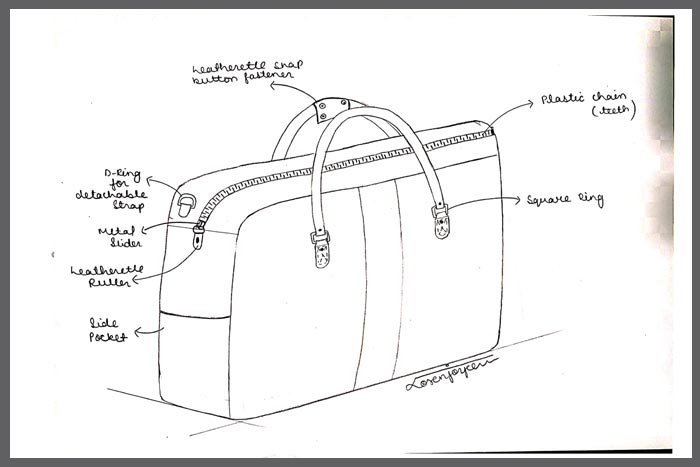 Leatherette snap
button fastener
Plastic chain
(teeth)
D-Ring
for
detachable
Strap
Metal
Slider
Square Ring
Leatherette
Puller
Side
Pocket